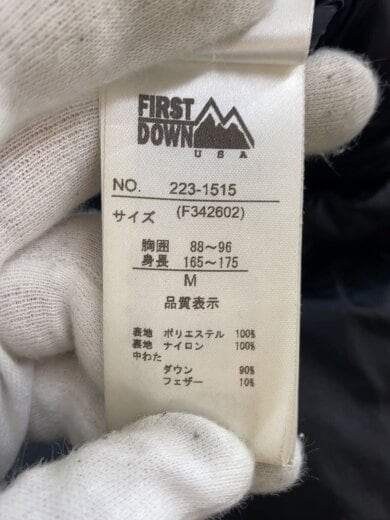 FIRST
DOWN
USA
NO. 223-1515
サイズ (F342602)
胸囲 88～96
身長 165～175
M
品質表示
表地 ポリエステル 100%
裏地 ナイロン 100%
中わた
ダウン 90%
フェザー 10%